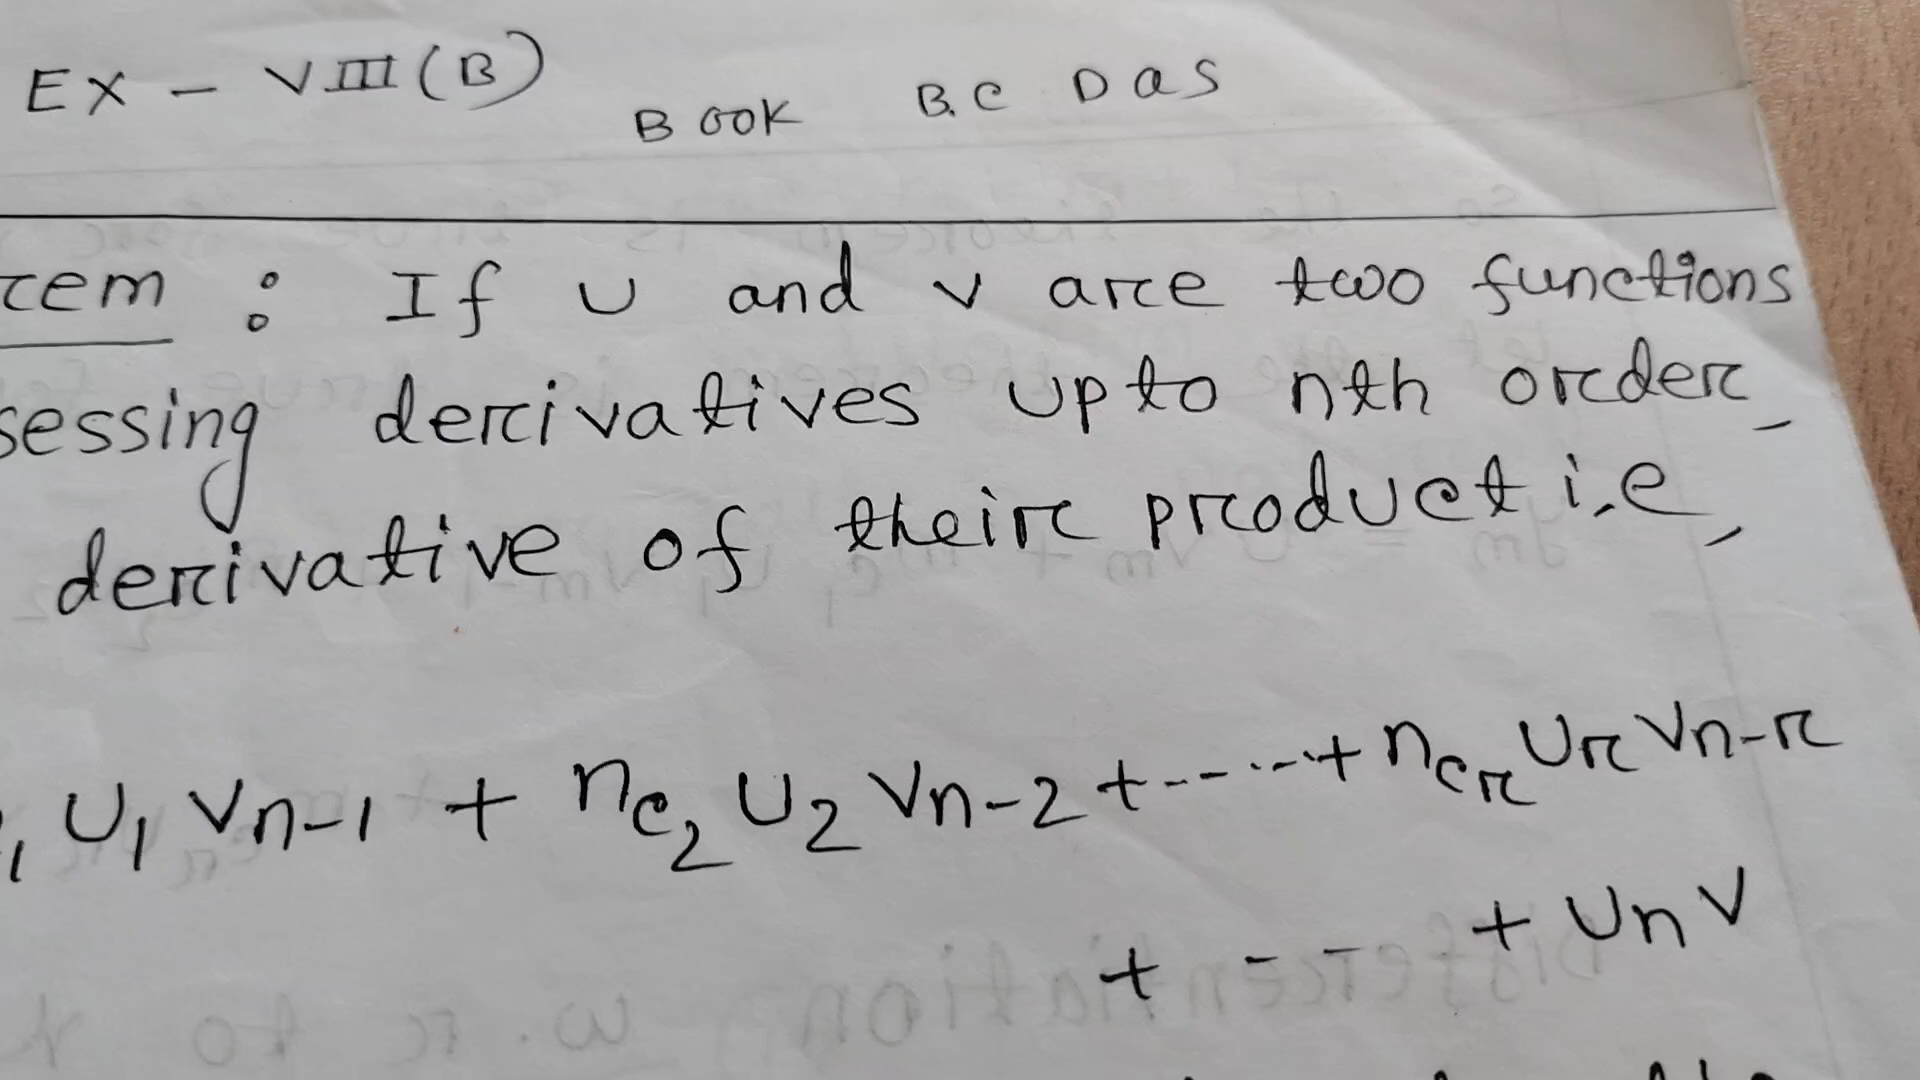 EX - VIII (B) Book B.C Das
rem : If u and v are two functions
sessing derivatives upto nth order,
derivative of their product i.e,
₁ u₁ vₙ₋₁ + nc₂ u₂ vₙ₋₂ + ------ + ncᵣ uᵣ vₙ₋ᵣ
+ - - - + uₙ v